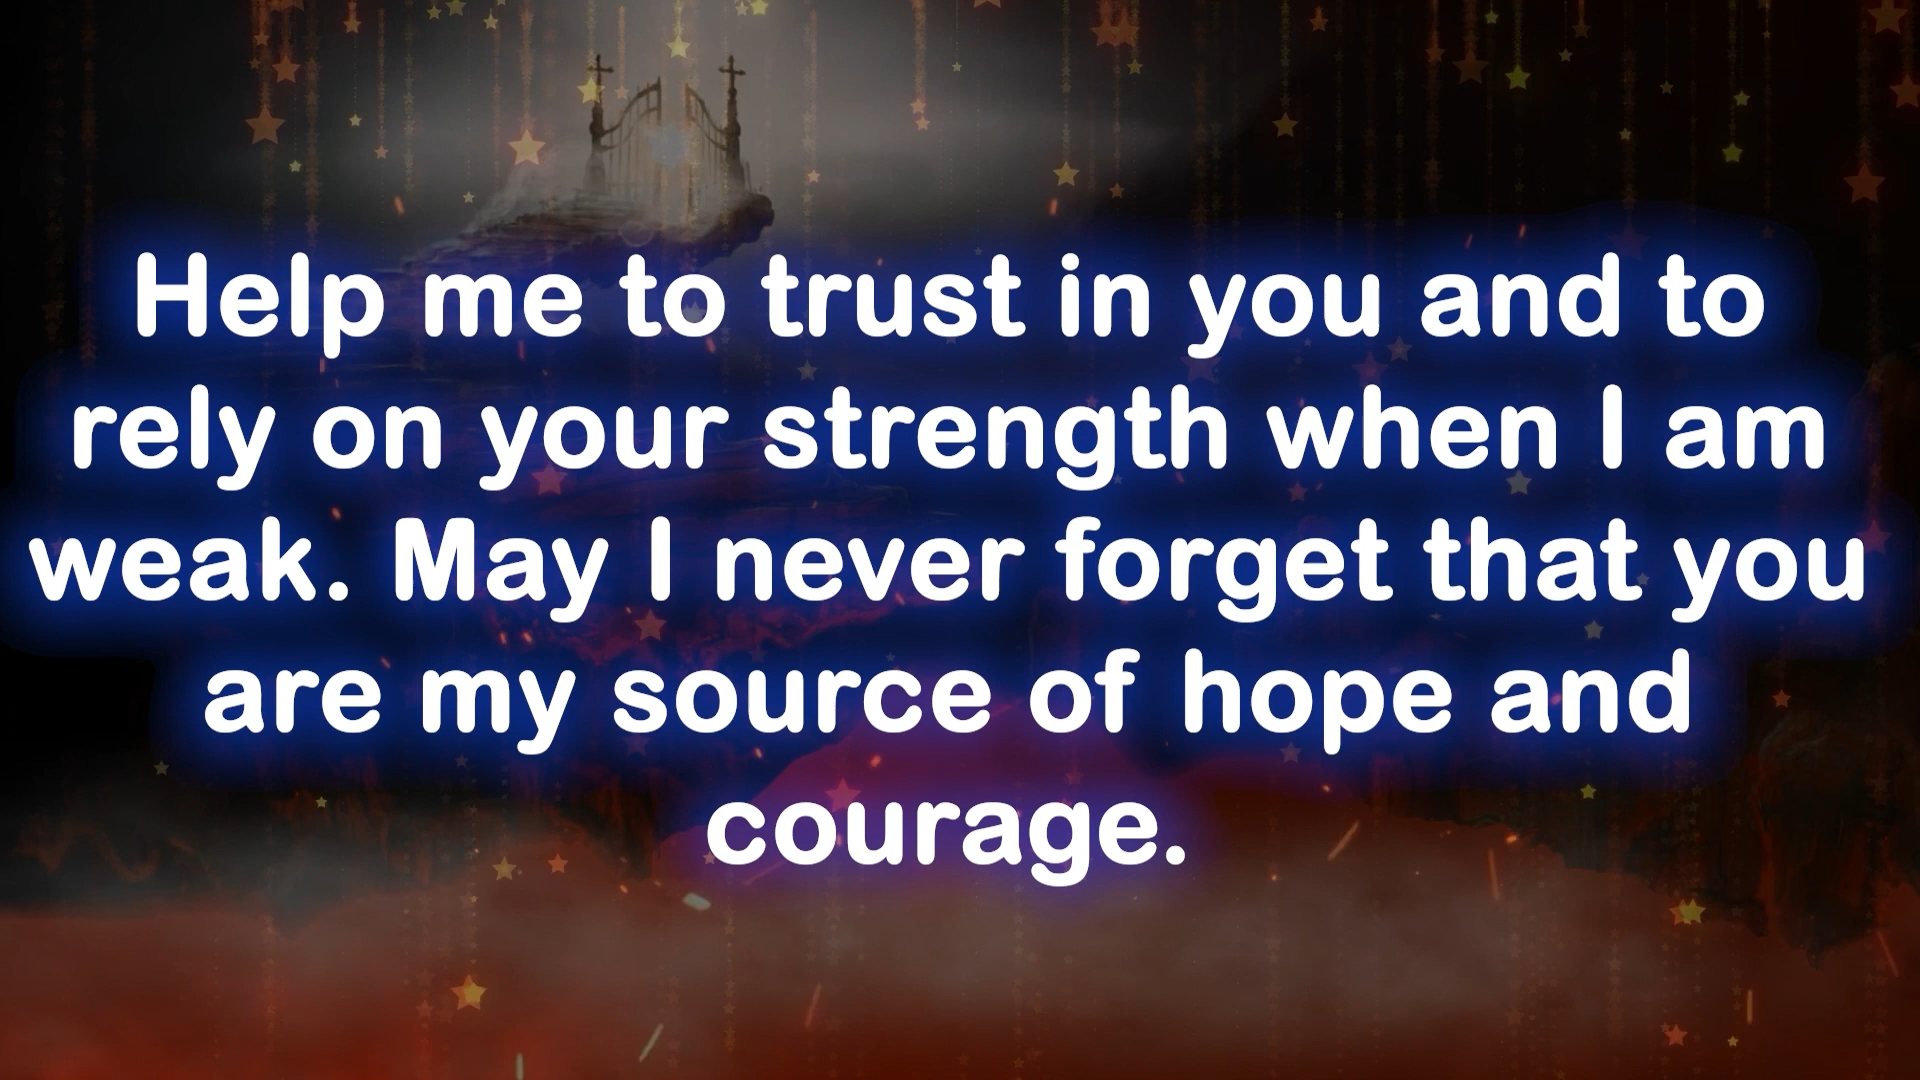 Help me to trust in you and to
rely on your strength when I am
weak. May I never forget that you
are my source of hope and
courage.